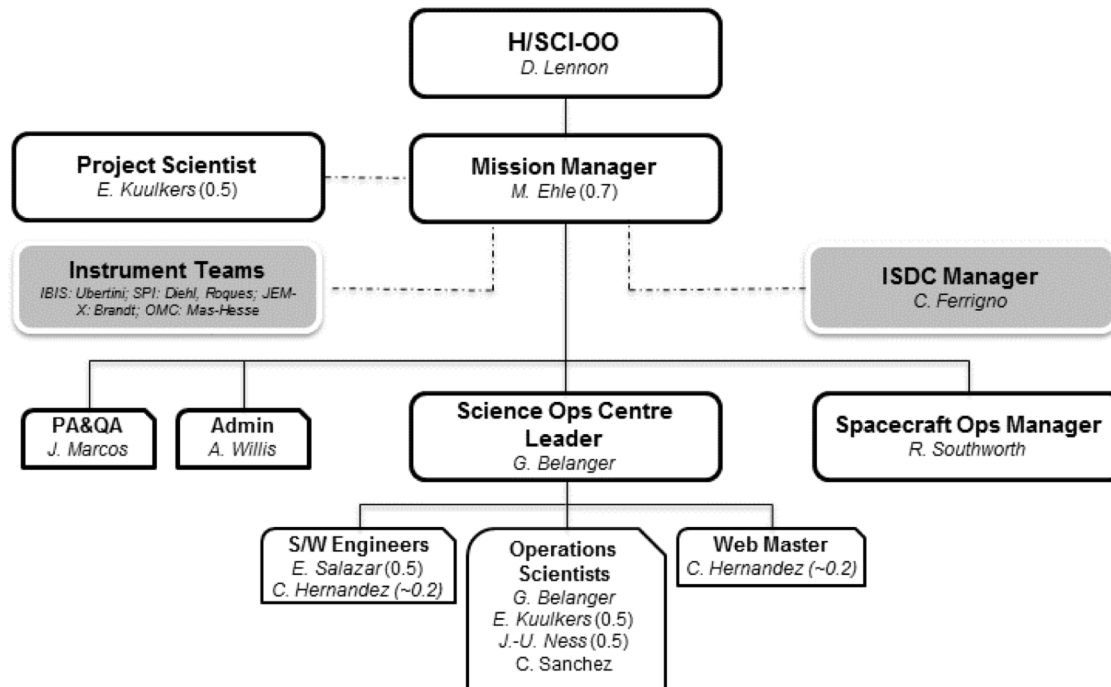 H/SCI-OO
D. Lennon
Project Scientist
E. Kuulkers (0.5)
Mission Manager
M. Ehle (0.7)
Instrument Teams
IBIS: Ubertini; SPI: Diehl, Roques; JEM-
X: Brandt; OMC: Mas-Hesse
ISDC Manager
C. Ferrigno
PA&QA
J. Marcos
Admin
A. Willis
Science Ops Centre
Leader
G. Belanger
Spacecraft Ops Manager
R. Southworth
S/W Engineers
E. Salazar (0.5)
C. Hernandez (~0.2)
Operations
Scientists
G. Belanger
E. Kuulkers (0.5)
J.-U. Ness (0.5)
C. Sanchez
Web Master
C. Hernandez (~0.2)